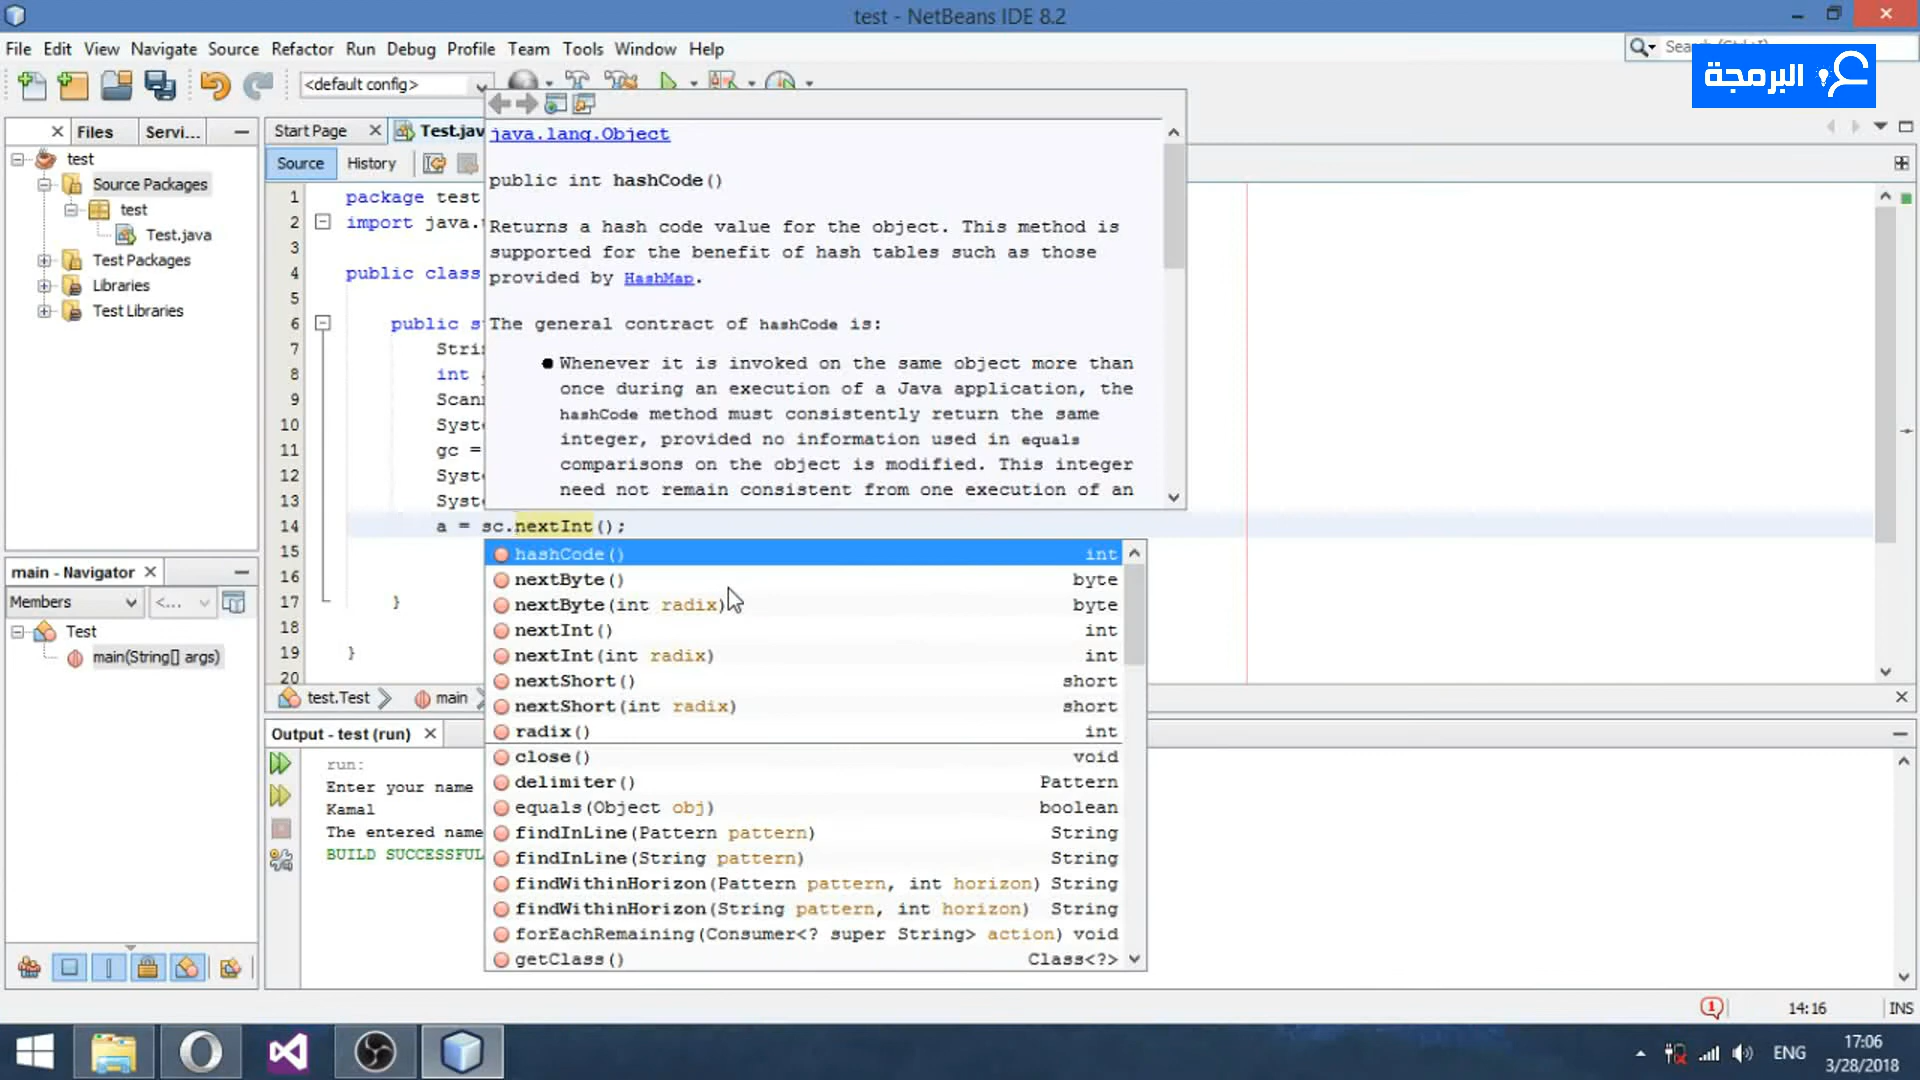 test - NetBeans IDE 8.2
File Edit View Navigate Source Refactor Run Debug Profile Team Tools Window Help
البرمجة
<default config>
Files Servi...
Start Page Test.jav
Source History
test
Source Packages
test
Test.java
Test Packages
Libraries
Test Libraries
1 package test
2 import java.
3
4 public class
5
6 public s
7 Stri
8 int
9 Scan
10 Syst
11 gc =
12 Syst
13 Syst
14 a = sc.nextInt();
15
16
17 }
18
19 }
20
java.lang.Object
public int hashCode()
Returns a hash code value for the object. This method is
supported for the benefit of hash tables such as those
provided by HashMap.
The general contract of hashCode is:
Whenever it is invoked on the same object more than
once during an execution of a Java application, the
hashCode method must consistently return the same
integer, provided no information used in equals
comparisons on the object is modified. This integer
need not remain consistent from one execution of an
hashCode() int
nextByte() byte
nextByte(int radix) byte
nextInt() int
nextInt(int radix) int
nextShort() short
nextShort(int radix) short
radix() int
close() void
delimiter() Pattern
equals(Object obj) boolean
findInLine(Pattern pattern) String
findInLine(String pattern) String
findWithinHorizon(Pattern pattern, int horizon) String
findWithinHorizon(String pattern, int horizon) String
forEachRemaining(Consumer<? super String> action) void
getClass() Class<?>
main - Navigator
Members <...
Test
main(String[] args)
test.Test main
Output - test (run)
run:
Enter your name
Kamal
The entered name
BUILD SUCCESSFUL
1
14:16 INS
ENG
17:06
3/28/2018